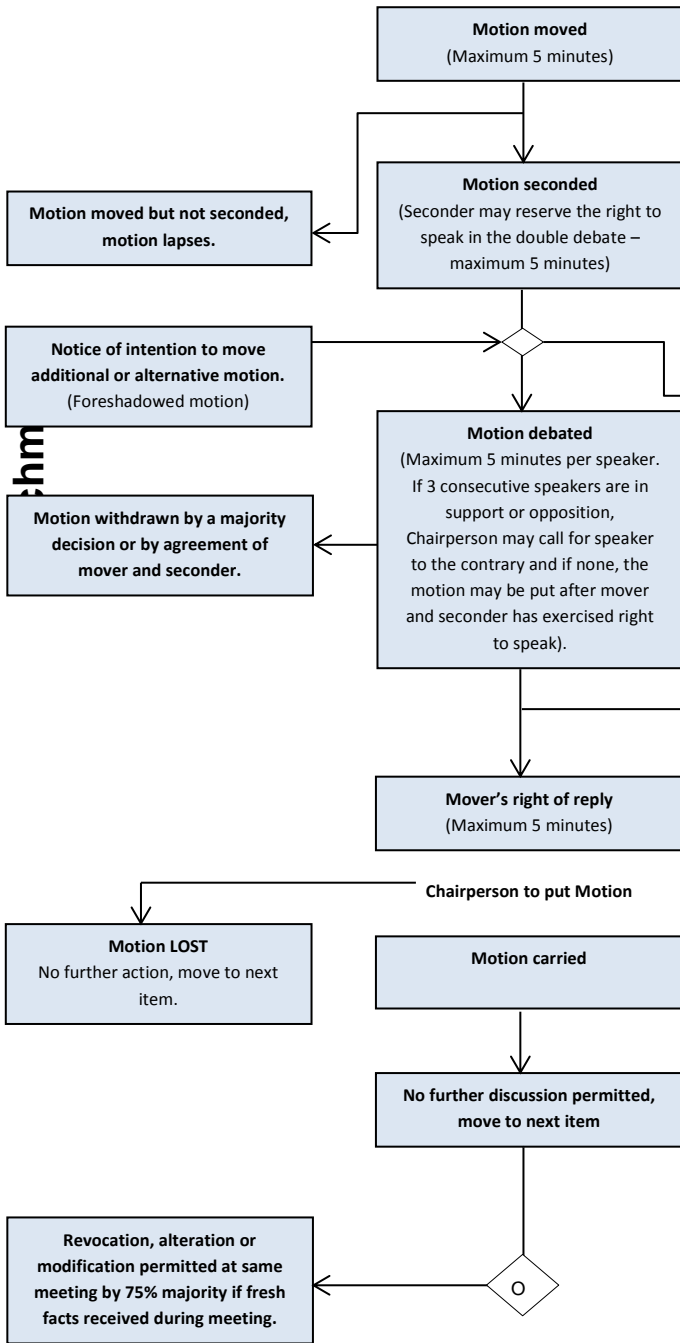 Motion moved
(Maximum 5 minutes)
Motion seconded
(Seconder may reserve the right to
speak in the double debate –
maximum 5 minutes)
Motion moved but not seconded,
motion lapses.
Notice of intention to move
additional or alternative motion.
(Foreshadowed motion)
chm
Motion debated
(Maximum 5 minutes per speaker.
If 3 consecutive speakers are in
support or opposition,
Chairperson may call for speaker
to the contrary and if none, the
motion may be put after mover
and seconder has exercised right
to speak).
Motion withdrawn by a majority
decision or by agreement of
mover and seconder.
Mover’s right of reply
(Maximum 5 minutes)
Chairperson to put Motion
Motion LOST
No further action, move to next
item.
Motion carried
No further discussion permitted,
move to next item
Revocation, alteration or
modification permitted at same
meeting by 75% majority if fresh
facts received during meeting.
O